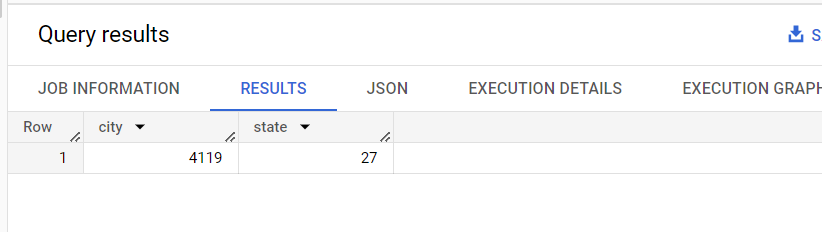 Query results S
JOB INFORMATION RESULTS JSON EXECUTION DETAILS EXECUTION GRAPH
Row city state
1 4119 27